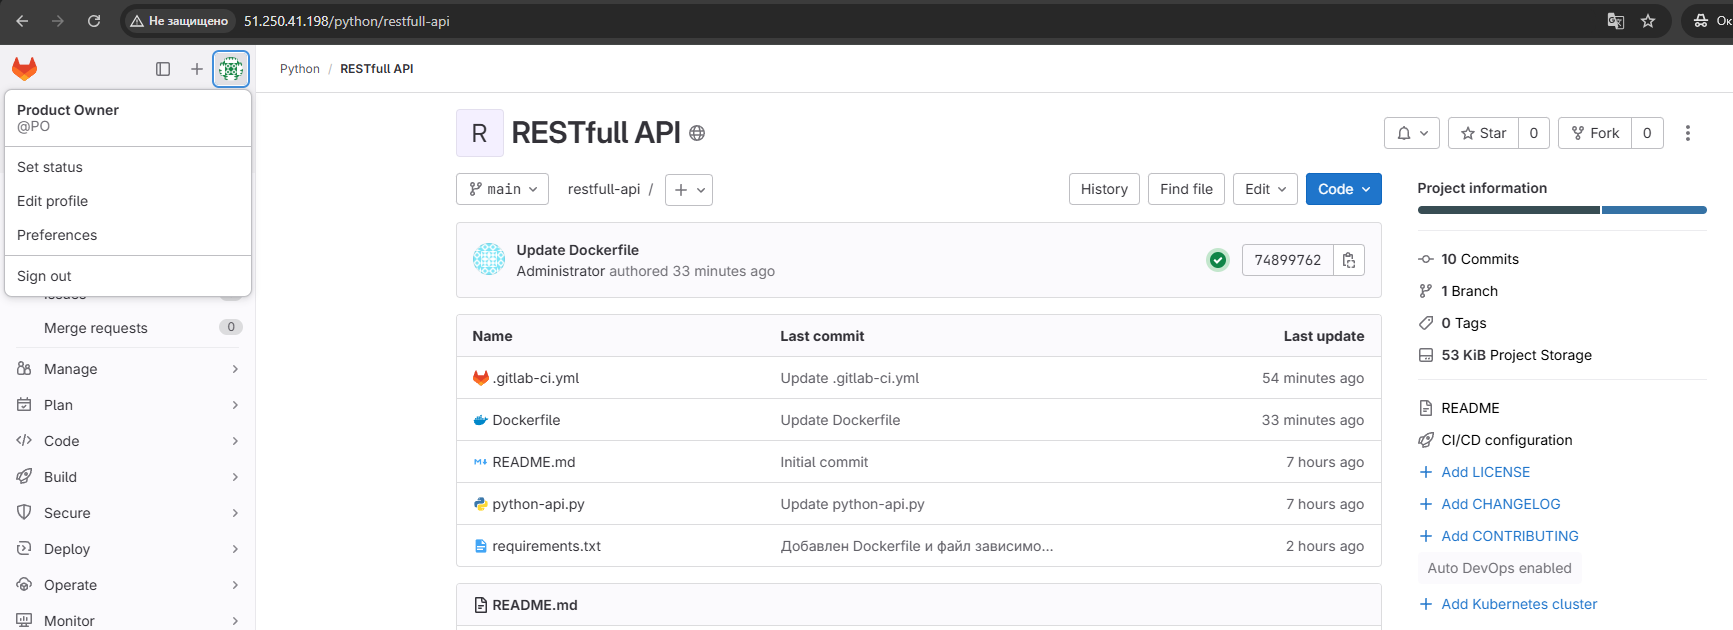 Не защищено 51.250.41.198/python/restfull-api
Python / RESTfull API
Product Owner
@PO
Set status
Edit profile
Preferences
Sign out
Merge requests 0
Manage
Plan
Code
Build
Secure
Deploy
Operate
Monitor
R RESTfull API
Star 0 Fork 0
main restfull-api / History Find file Edit Code
Update Dockerfile
Administrator authored 33 minutes ago
74899762
Name Last commit Last update
.gitlab-ci.yml Update .gitlab-ci.yml 54 minutes ago
Dockerfile Update Dockerfile 33 minutes ago
README.md Initial commit 7 hours ago
python-api.py Update python-api.py 7 hours ago
requirements.txt Добавлен Dockerfile и файл зависимо... 2 hours ago
README.md
Project information
10 Commits
1 Branch
0 Tags
53 KiB Project Storage
README
CI/CD configuration
Add LICENSE
Add CHANGELOG
Add CONTRIBUTING
Auto DevOps enabled
Add Kubernetes cluster